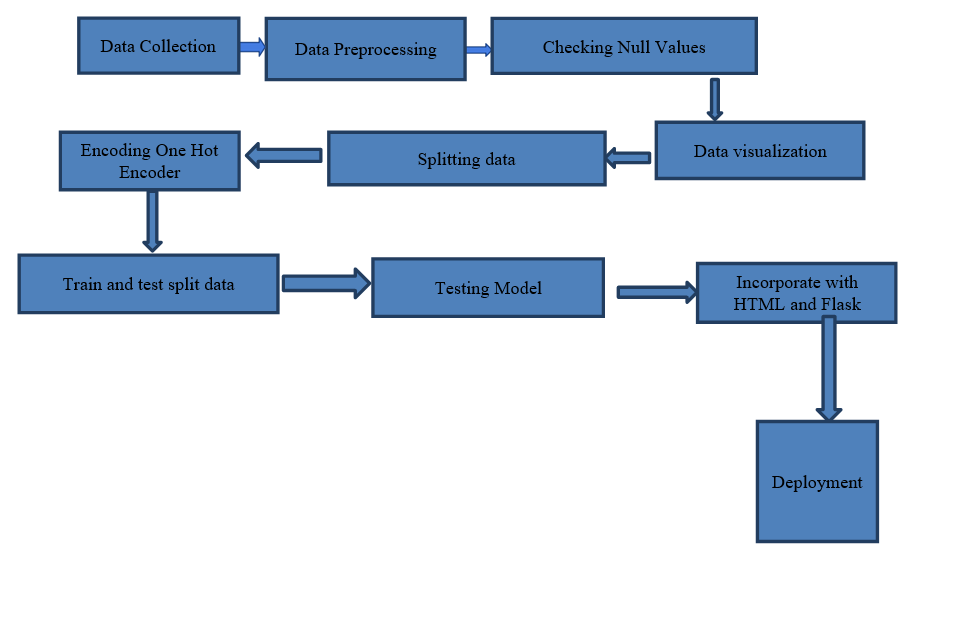 Data Collection
Data Preprocessing
Checking Null Values
Data visualization
Splitting data
Encoding One Hot
Encoder
Train and test split data
Testing Model
Incorporate with
HTML and Flask
Deployment